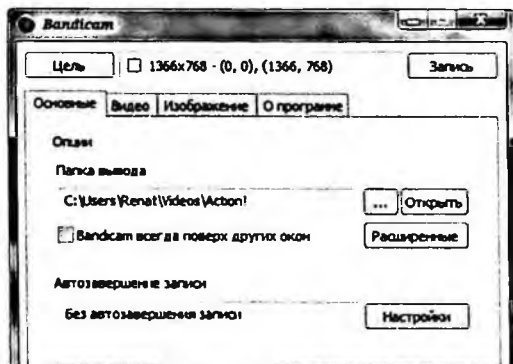 Bandicam
Цель 1366x768 - (0, 0), (1366, 768) Запись
Основные Видео Изображение О программе
Опции
Папка вывода
C:\Users\Renat\Videos\Action! ... Открыть
Bandicam всегда поверх других окон Расширенные
Автозавершение записи
Без автозавершения записи Настройки